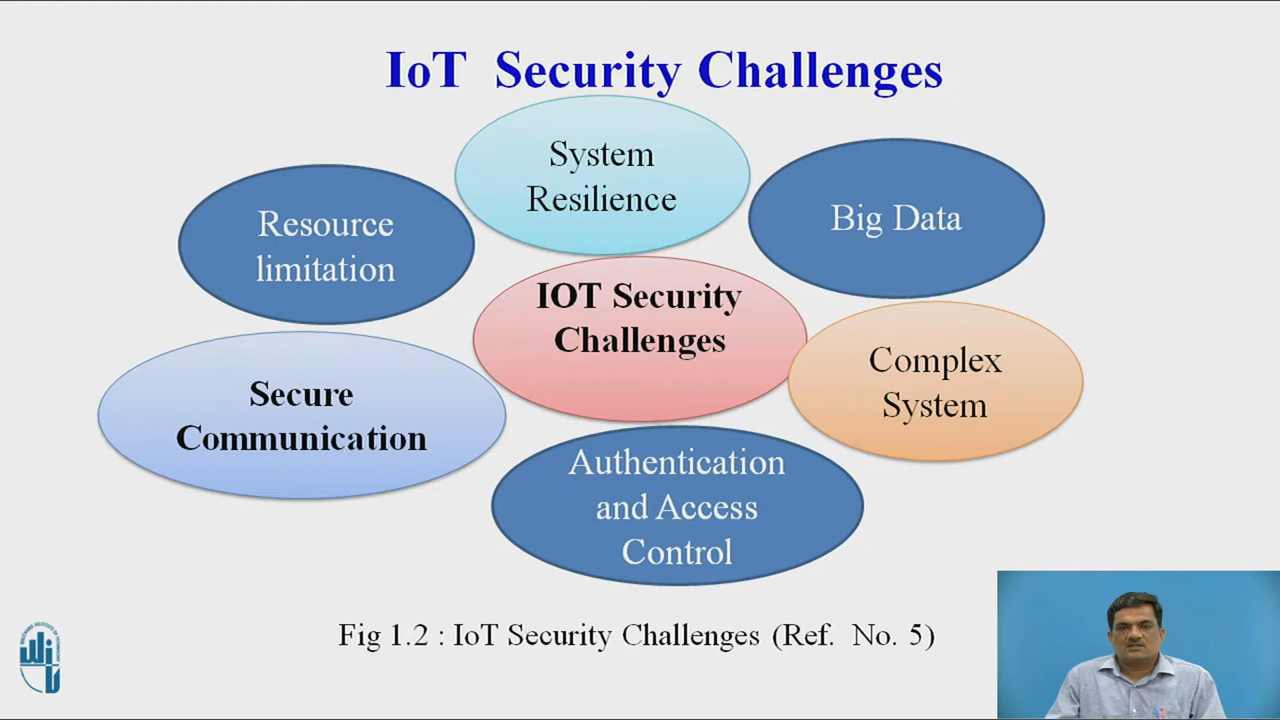 IoT Security Challenges
System
Resilience
Resource
limitation
Big Data
IOT Security
Challenges
Complex
System
Secure
Communication
Authentication
and Access
Control
Fig 1.2 : IoT Security Challenges (Ref. No. 5)